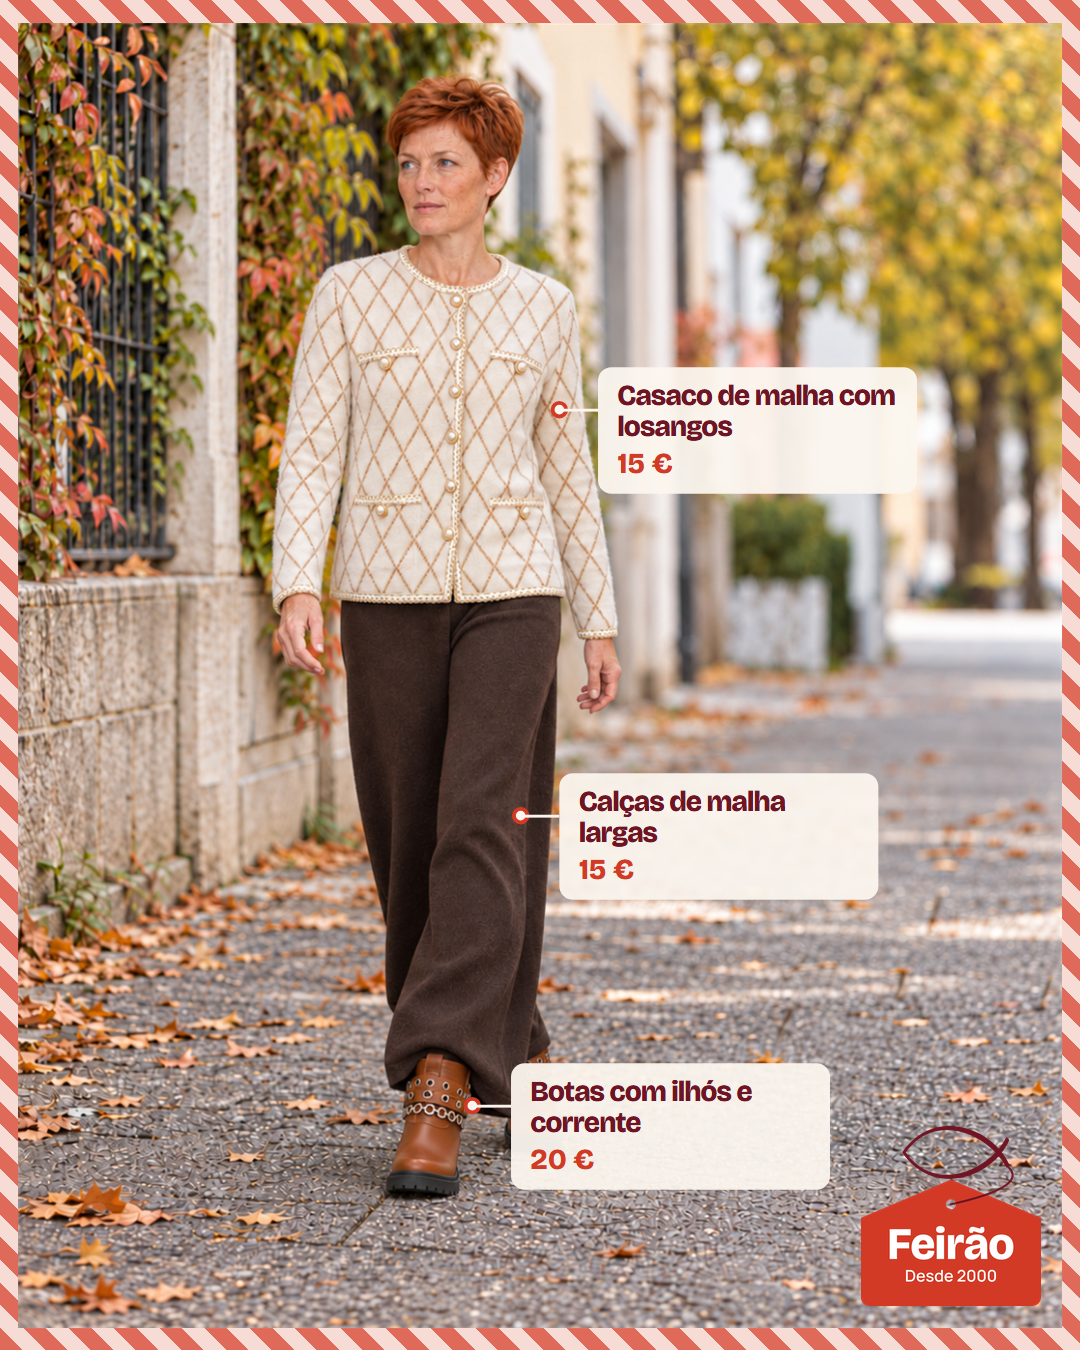 Casaco de malha com
losangos
15 €
Calças de malha
largas
15 €
Botas com ilhós e
corrente
20 €
Feirão
Desde 2000